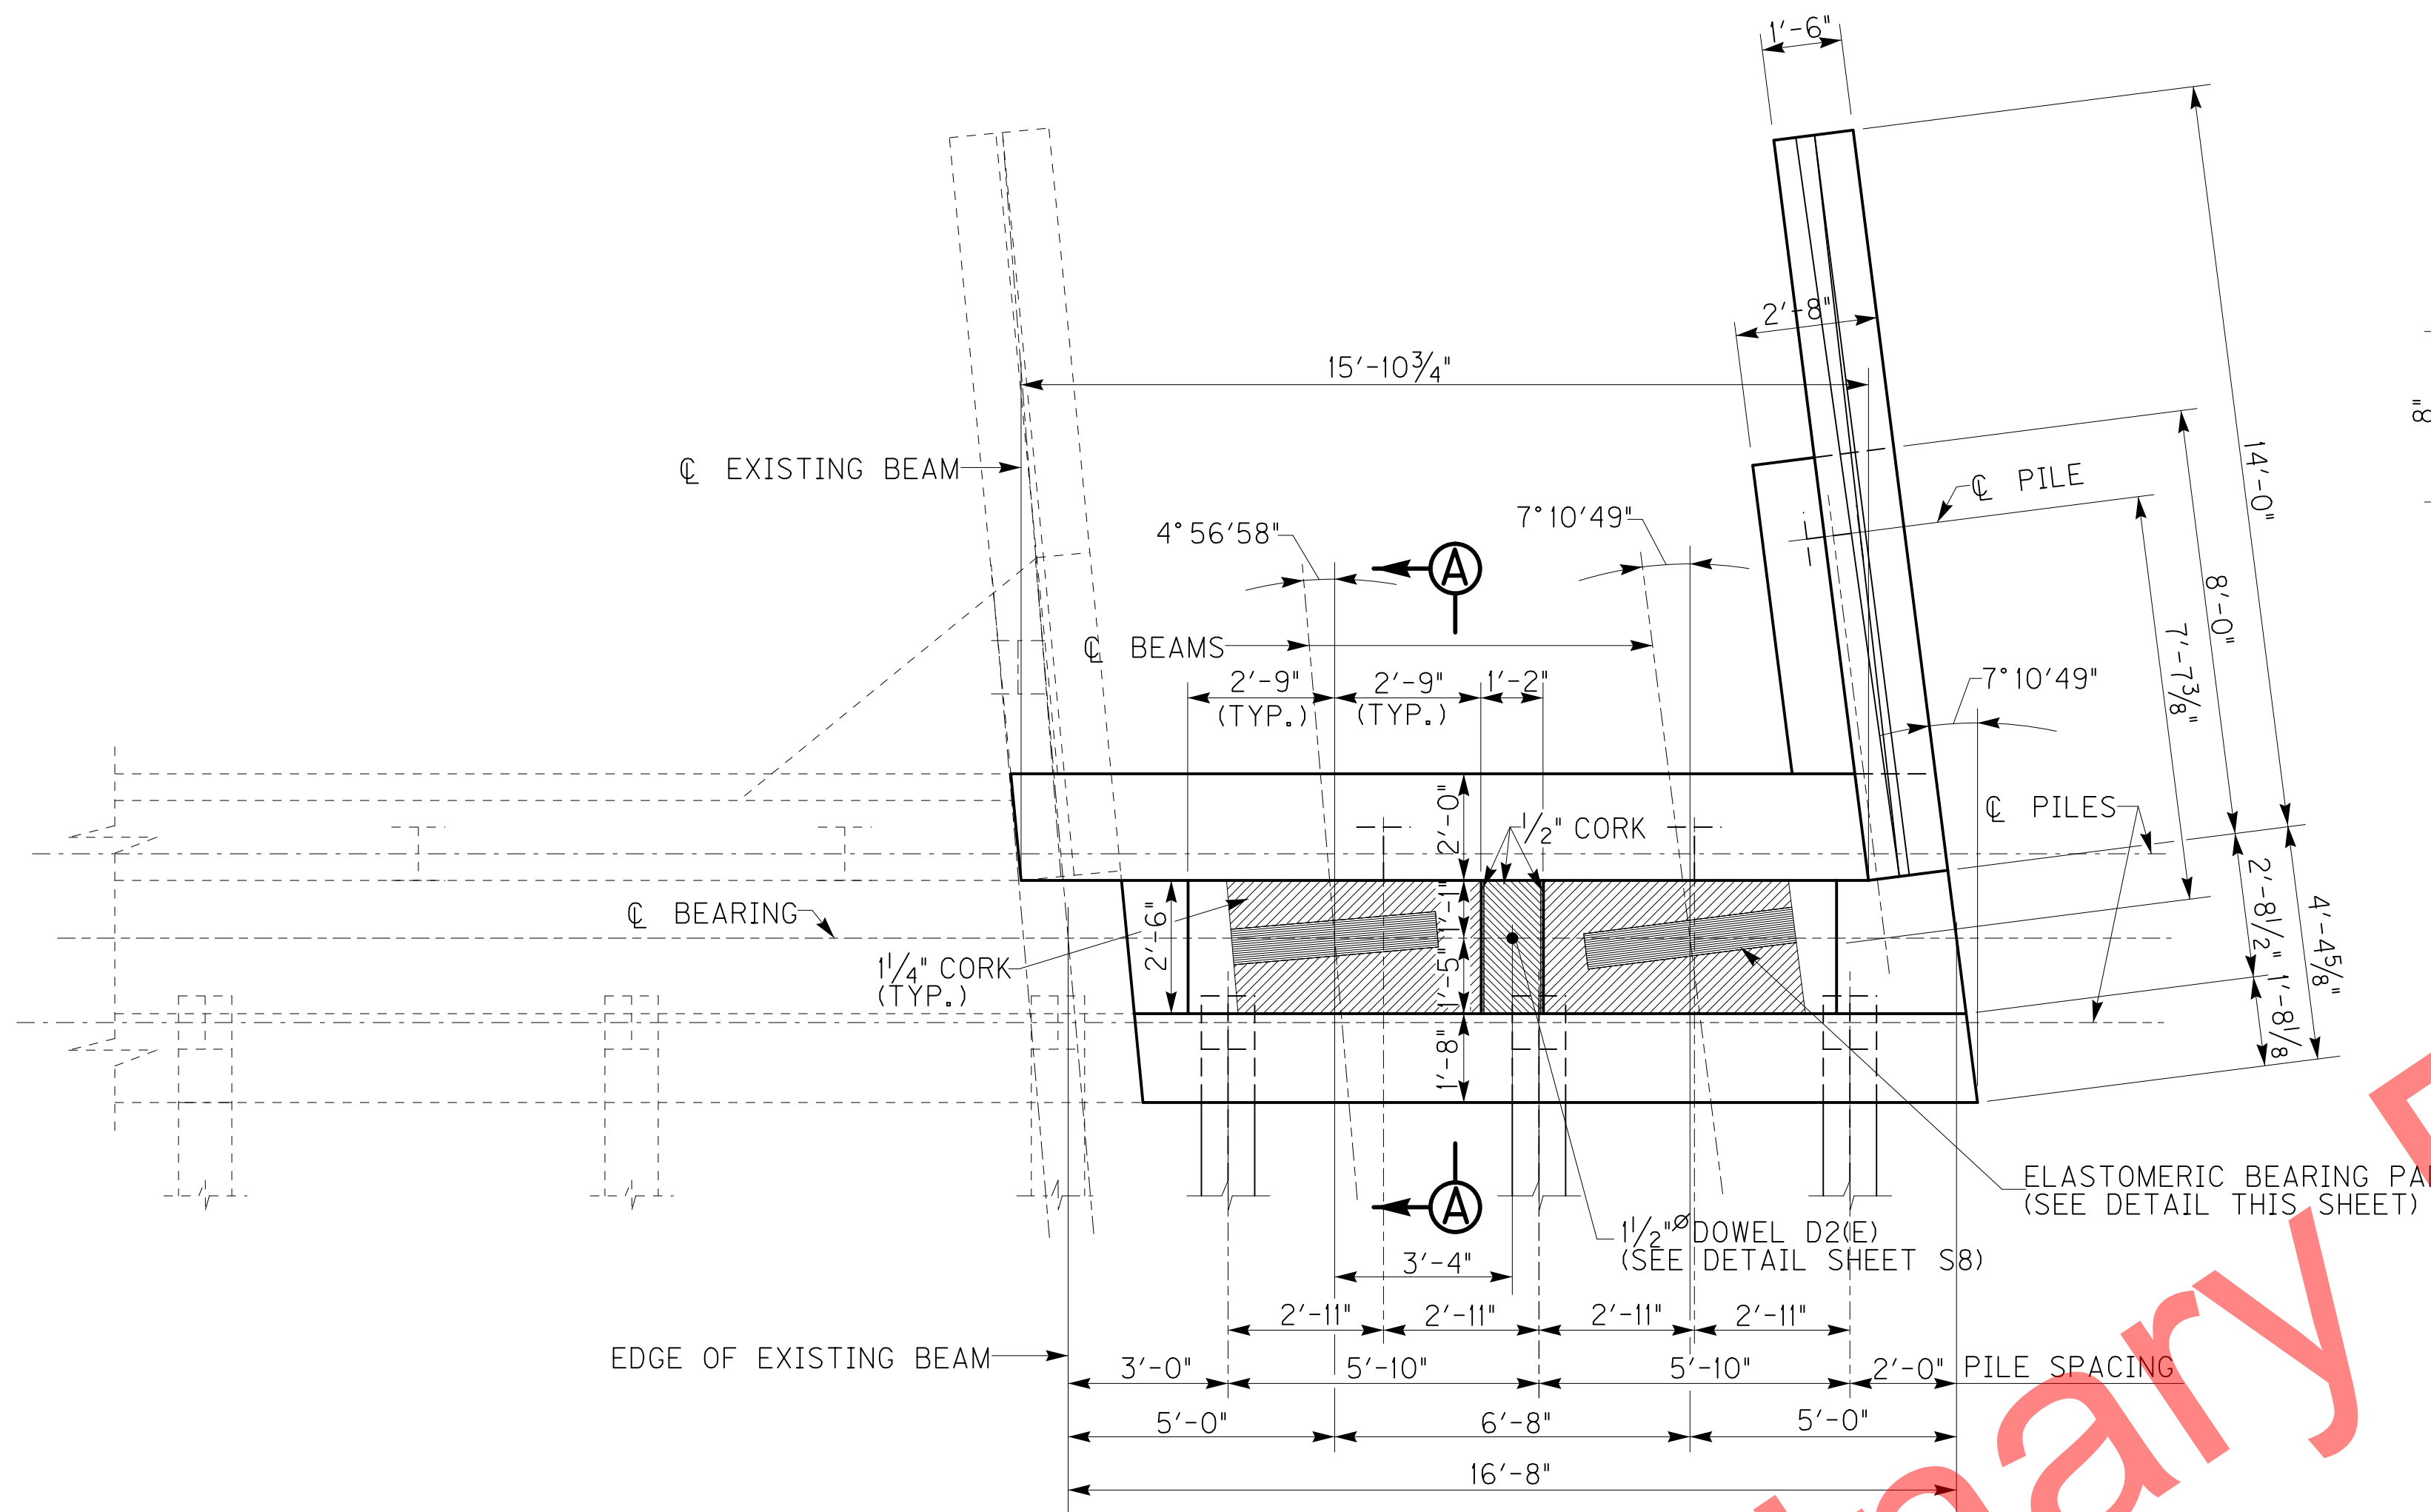 1'-6"
2'-8"
15'-10¾"
℄ EXISTING BEAM
14'-0"
℄ PILE
4°56'58"
7°10'49"
8'-0"
℄ BEAMS
A
7'-7⅜"
7°10'49"
2'-9"
(TYP.)
2'-9"
(TYP.)
1'-2"
℄ PILES
2'-0"
½" CORK
℄ BEARING
2'-6"
1'-1"
1'-5"
1'-8"
1¼" CORK
(TYP.)
2'-8½"
1'-8⅛
4'-4⅝"
8"
ELASTOMERIC BEARING
(SEE DETAIL THIS SHEET)
A
1½"Ø DOWEL D2(E)
(SEE DETAIL SHEET S8)
3'-4"
2'-11"
2'-11"
2'-11"
2'-11"
EDGE OF EXISTING BEAM
3'-0"
5'-10"
5'-10"
2'-0"
PILE SPACING
5'-0"
6'-8"
5'-0"
16'-8"